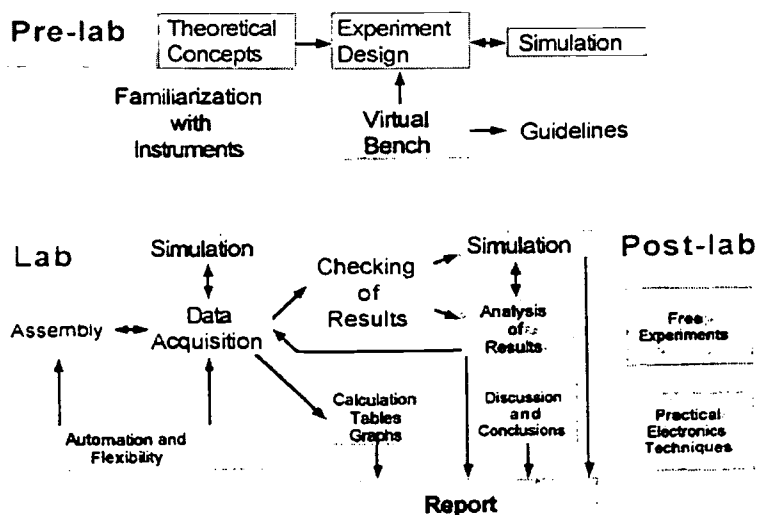 Pre-lab
Theoretical
Concepts
Experiment
Design
Simulation
Familiarization
with
Instruments
Virtual
Bench
Guidelines
Lab
Simulation
Checking
of
Results
Simulation
Post-lab
Assembly
Data
Acquisition
Analysis
of
Results
Free
Experiments
Automation and
Flexibility
Calculation
Tables
Graphs
Discussion
and
Conclusions
Practical
Electronics
Techniques
Report